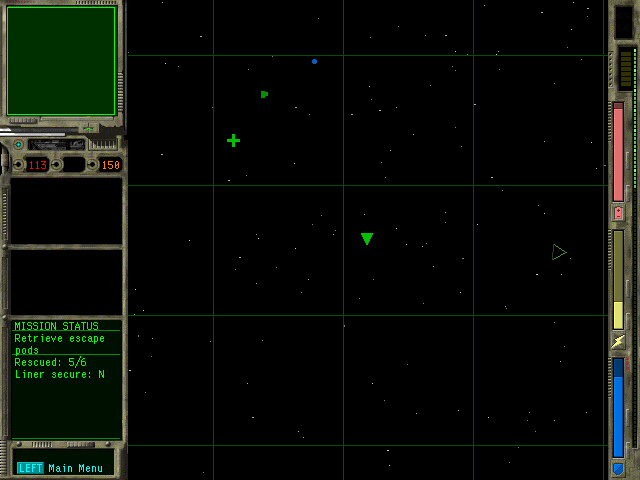 113
150
MISSION STATUS
Retrieve escape
pods
Rescued: 5/6
Liner secure: N
LEFT Main Menu